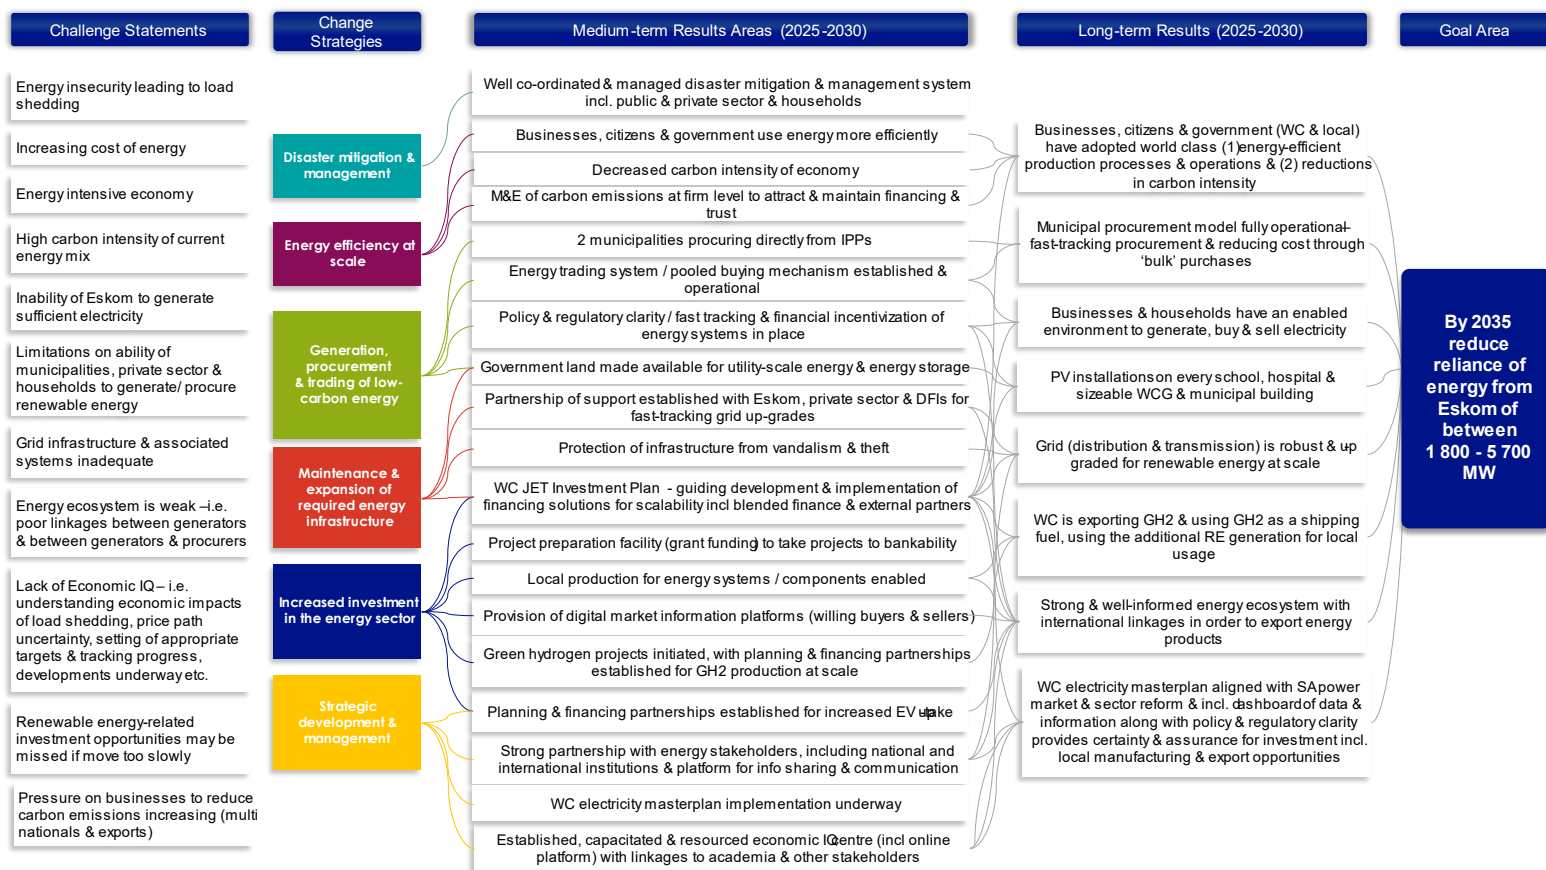 Challenge Statements
Change
Strategies
Medium-term Results Areas (2025-2030)
Long-term Results (2025-2030)
Goal Area
Energy insecurity leading to load
shedding
Increasing cost of energy
Energy intensive economy
High carbon intensity of current
energy mix
Inability of Eskom to generate
sufficient electricity
Limitations on ability of
municipalities, private sector &
households to generate/ procure
renewable energy
Grid infrastructure & associated
systems inadequate
Energy ecosystem is weak –i.e.
poor linkages between generators
& between generators & procurers
Lack of Economic IQ – i.e.
understanding economic impacts
of load shedding, price path
uncertainty, setting of appropriate
targets & tracking progress,
developments underway etc.
Renewable energy-related
investment opportunities may be
missed if move too slowly
Pressure on businesses to reduce
carbon emissions increasing (multi
nationals & exports)
Disaster mitigation &
management
Energy efficiency at
scale
Generation,
procurement
& trading of low-
carbon energy
Maintenance &
expansion of
required energy
infrastructure
Increased investment
in the energy sector
Strategic
development &
management
Well co-ordinated & managed disaster mitigation & management system
incl. public & private sector & households
Businesses, citizens & government use energy more efficiently
Decreased carbon intensity of economy
M&E of carbon emissions at firm level to attract & maintain financing &
trust
2 municipalities procuring directly from IPPs
Energy trading system / pooled buying mechanism established &
operational
Policy & regulatory clarity / fast tracking & financial incentivization of
energy systems in place
Government land made available for utility-scale energy & energy storage
Partnership of support established with Eskom, private sector & DFIs for
fast-tracking grid up-grades
Protection of infrastructure from vandalism & theft
WC JET Investment Plan - guiding development & implementation of
financing solutions for scalability incl blended finance & external partners
Project preparation facility (grant funding) to take projects to bankability
Local production for energy systems / components enabled
Provision of digital market information platforms (willing buyers & sellers)
Green hydrogen projects initiated, with planning & financing partnerships
established for GH2 production at scale
Planning & financing partnerships established for increased EV up-take
Strong partnership with energy stakeholders, including national and
international institutions & platform for info sharing & communication
WC electricity masterplan implementation underway
Established, capacitated & resourced economic IQ centre (incl online
platform) with linkages to academia & other stakeholders
Businesses, citizens & government (WC & local)
have adopted world class (1)energy-efficient
production processes & operations & (2) reductions
in carbon intensity
Municipal procurement model fully operational –
fast-tracking procurement & reducing cost through
‘bulk’ purchases
Businesses & households have an enabled
environment to generate, buy & sell electricity
PV installations on every school, hospital &
sizeable WCG & municipal building
Grid (distribution & transmission) is robust & up-
graded for renewable energy at scale
WC is exporting GH2 & using GH2 as a shipping
fuel, using the additional RE generation for local
usage
Strong & well-informed energy ecosystem with
international linkages in order to export energy
products
WC electricity masterplan aligned with SA power
market & sector reform & incl. dashboard of data &
information along with policy & regulatory clarity
provides certainty & assurance for investment incl.
local manufacturing & export opportunities
By 2035
reduce
reliance of
energy from
Eskom of
between
1 800 - 5 700
MW